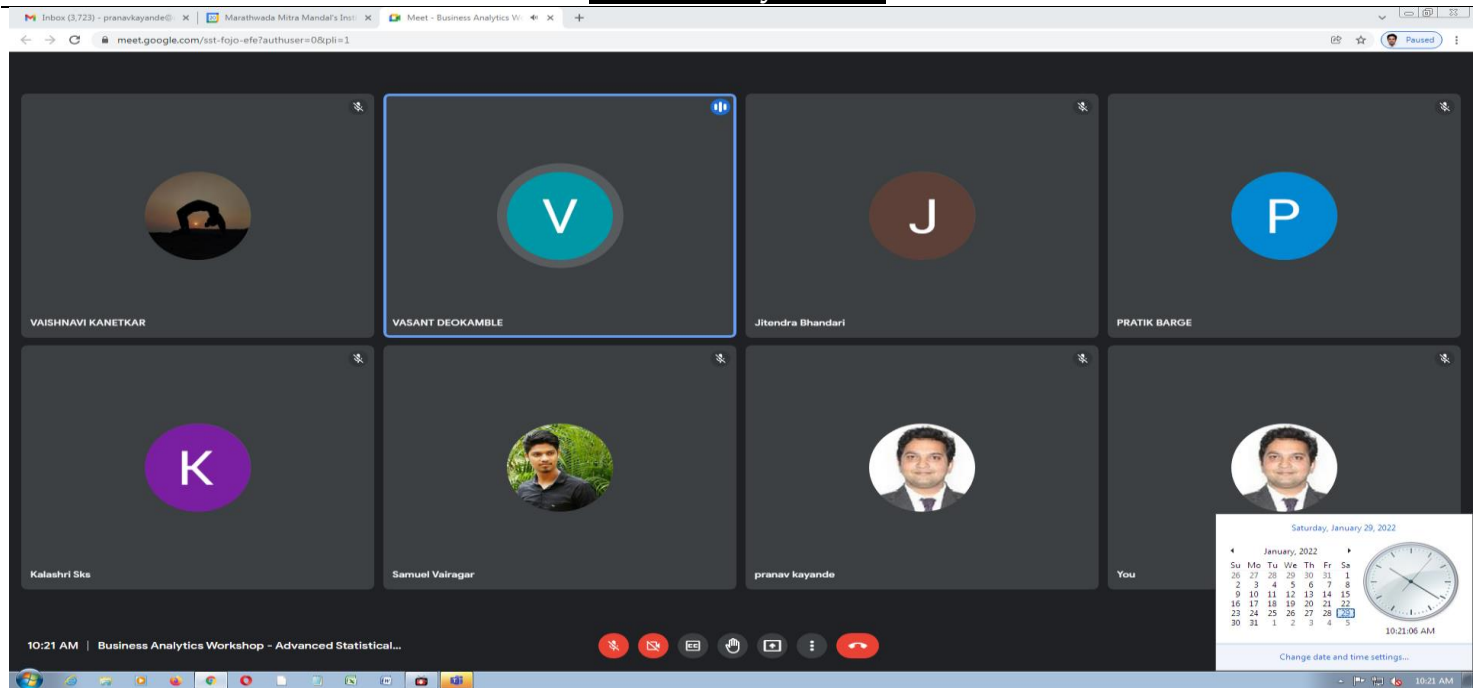 Inbox (3,723) - pranavkayande@
Marathwada Mitra Mandal's Insti
Meet - Business Analytics W
meet.google.com/sst-fojo-efe?authuser=0&pli=1
Paused
V
J
P
VAISHNAVI KANETKAR
VASANT DEOKAMBLE
Jitendra Bhandari
PRATIK BARGE
K
Kalashri Sks
Samuel Vairagar
pranav kayande
You
Saturday, January 29, 2022
January, 2022
Su Mo Tu We Th Fr Sa
26 27 28 29 30 31 1
2 3 4 5 6 7 8
9 10 11 12 13 14 15
16 17 18 19 20 21 22
23 24 25 26 27 28 29
30 31 1 2 3 4 5
10:21:06 AM
Change date and time settings...
10:21 AM | Business Analytics Workshop - Advanced Statistical...
CC
10:21 AM